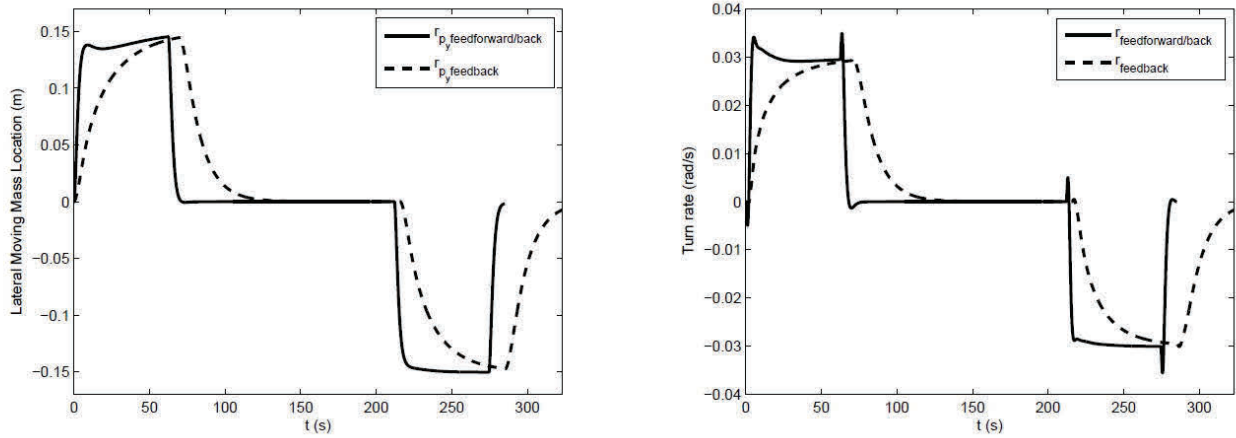 Lateral Moving Mass Location (m)
0.15
0.1
0.05
0
−0.05
−0.1
−0.15
r_p_y feedforward/back
r_p_y feedback
0 50 100 150 200 250 300
t (s)
Turn rate (rad/s)
0.04
0.03
0.02
0.01
0
−0.01
−0.02
−0.03
−0.04
r feedforward/back
r feedback
0 50 100 150 200 250 300
t (s)